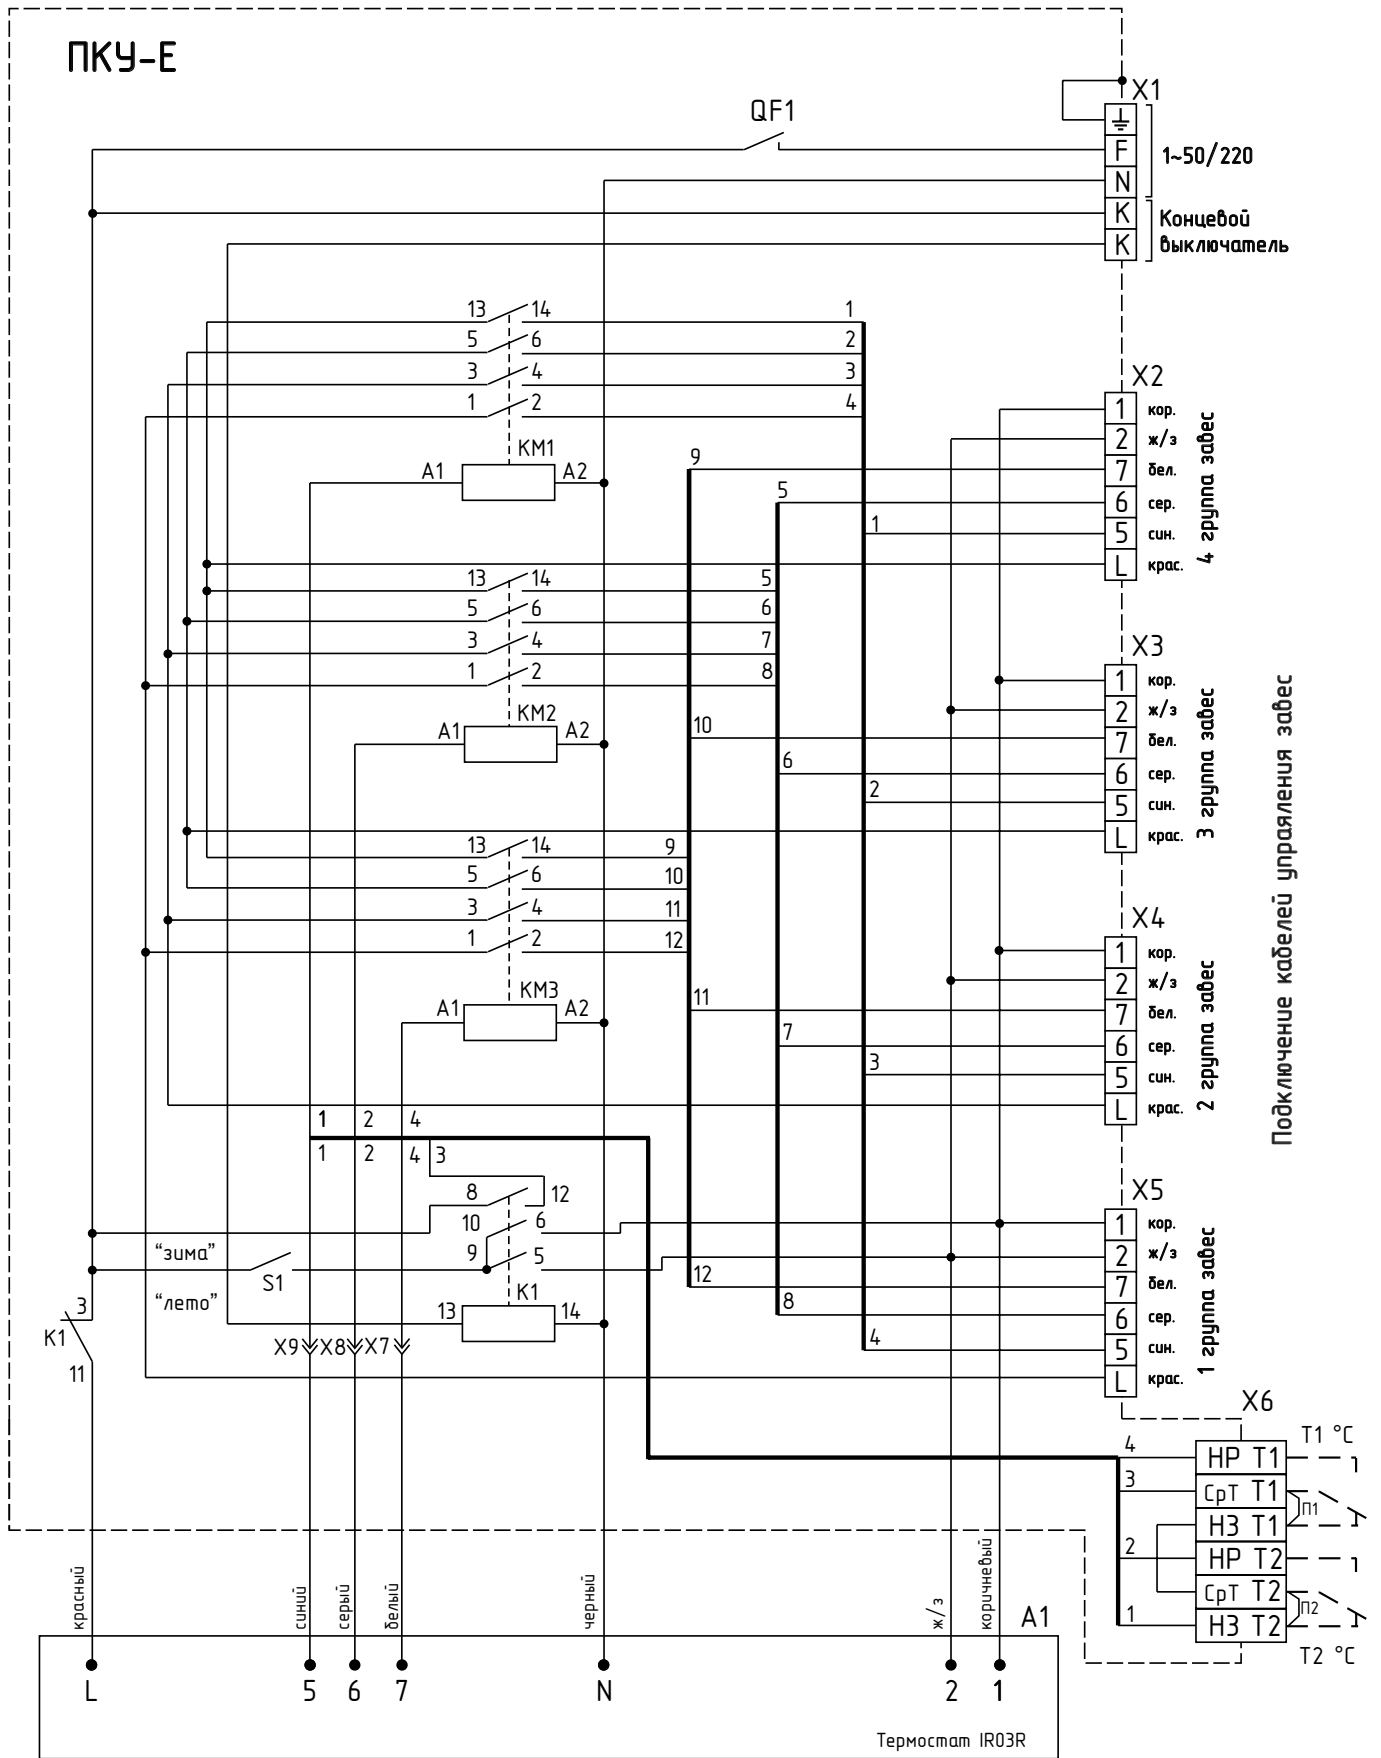 ПКУ-Е
QF1
X1
F
N
K
K
1~50/220
Концевой
выключатель
13 14 1
5 6 2
3 4 3
1 2 4
KM1
A1 A2
9
5
1
X2
1 кор.
2 ж/з
7 бел.
6 сер.
5 син.
L крас.
4 группа завес
13 14 5
5 6 6
3 4 7
1 2 8
KM2
A1 A2
10
6
2
X3
1 кор.
2 ж/з
7 бел.
6 сер.
5 син.
L крас.
3 группа завес
Подключение кабелей упраяления завес
13 14 9
5 6 10
3 4 11
1 2 12
KM3
A1 A2
11
7
3
X4
1 кор.
2 ж/з
7 бел.
6 сер.
5 син.
L крас.
2 группа завес
1 2 4
1 2 4 3
8 12
10 6
9 5
"зима"
S1
"лето"
K1
13 14
3
K1
11
X9 X8 X7
12
8
4
X5
1 кор.
2 ж/з
7 бел.
6 сер.
5 син.
L крас.
1 группа завес
X6
T1 °C
4 НР T1
3 СрТ T1
П1
НЗ T1
2 НР T2
СрТ T2
П2
1 НЗ T2
T2 °C
красный
синий
серый
белый
черный
ж/з
коричневый
A1
L 5 6 7 N 2 1
Термостат IR03R